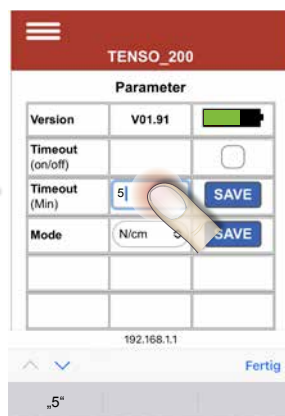 TENSO_200
Parameter
Version V01.91
Timeout
(on/off)
Timeout
(Min) 5 SAVE
Mode N/cm SAVE
192.168.1.1
Fertig
„5“